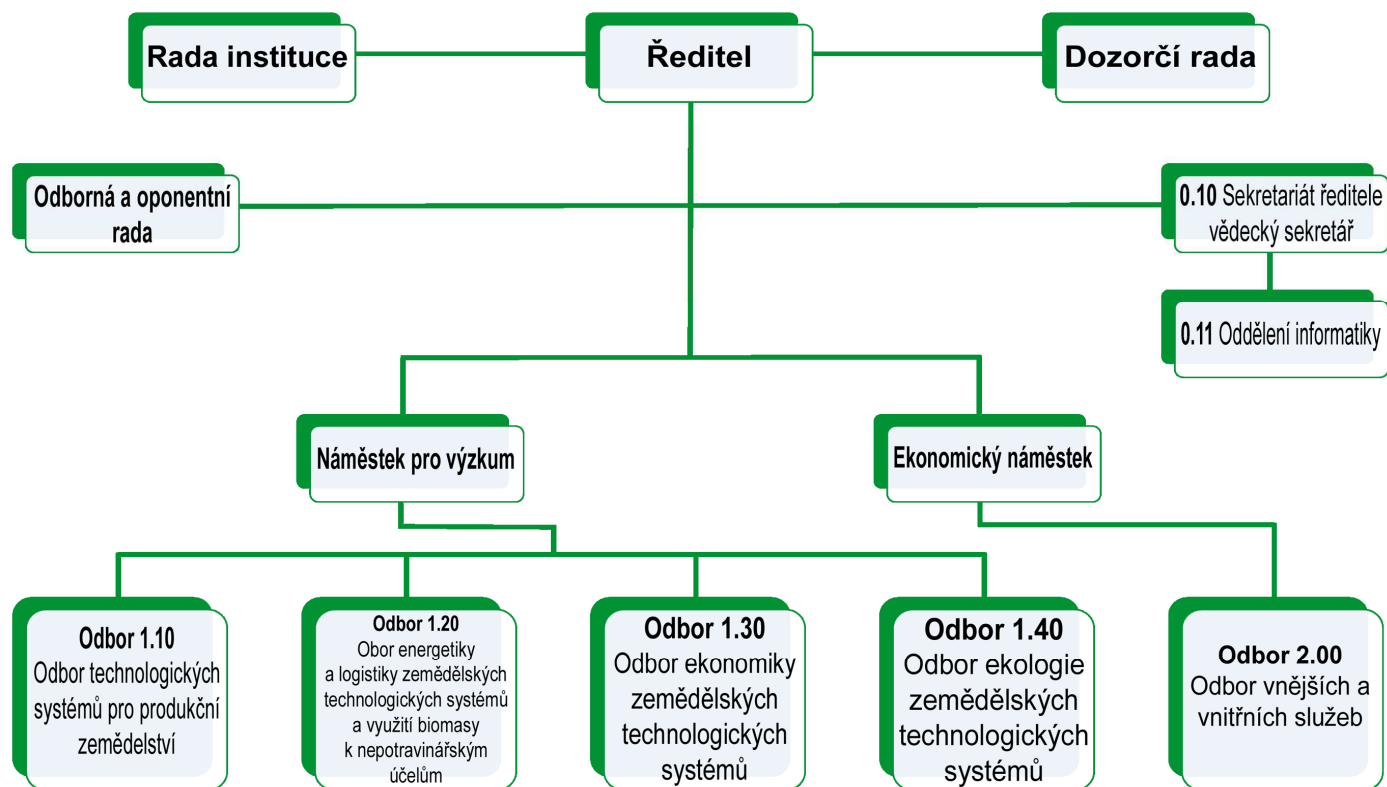 Rada instituce
Ředitel
Dozorčí rada
Odborná a oponentní
rada
0.10 Sekretariát ředitele
vědecký sekretář
0.11 Oddělení informatiky
Náměstek pro výzkum
Ekonomický náměstek
Odbor 1.10
Odbor technologických
systémů pro produkční
zemědelství
Odbor 1.20
Obor energetiky
a logistiky zemědělských
technologických systémů
a využití biomasy
k nepotravinářským
účelům
Odbor 1.30
Odbor ekonomiky
zemědělských
technologických
systémů
Odbor 1.40
Odbor ekologie
zemědělských
technologických
systémů
Odbor 2.00
Odbor vnějších a
vnitřních služeb